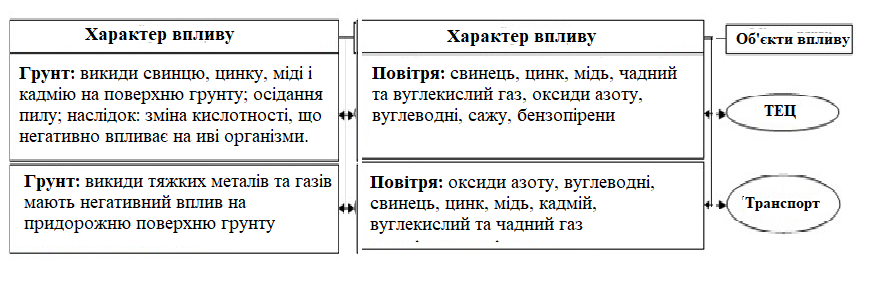 Характер впливу
Грунт: викиди свинцю, цинку, міді і
кадмію на поверхню грунту; осідання
пилу; наслідок: зміна кислотності, що
негативно впливає на иві організми.
Грунт: викиди тяжких металів та газів
мають негативний вплив на
придорожню поверхню грунту
Характер впливу
Повітря: свинець, цинк, мідь, чадний
та вуглекислий газ, оксиди азоту,
вуглеводні, сажу, бензопірени
Повітря: оксиди азоту, вуглеводні,
свинець, цинк, мідь, кадмій,
вуглекислий та чадний газ
Об'єкти впливу
ТЕЦ
Транспорт